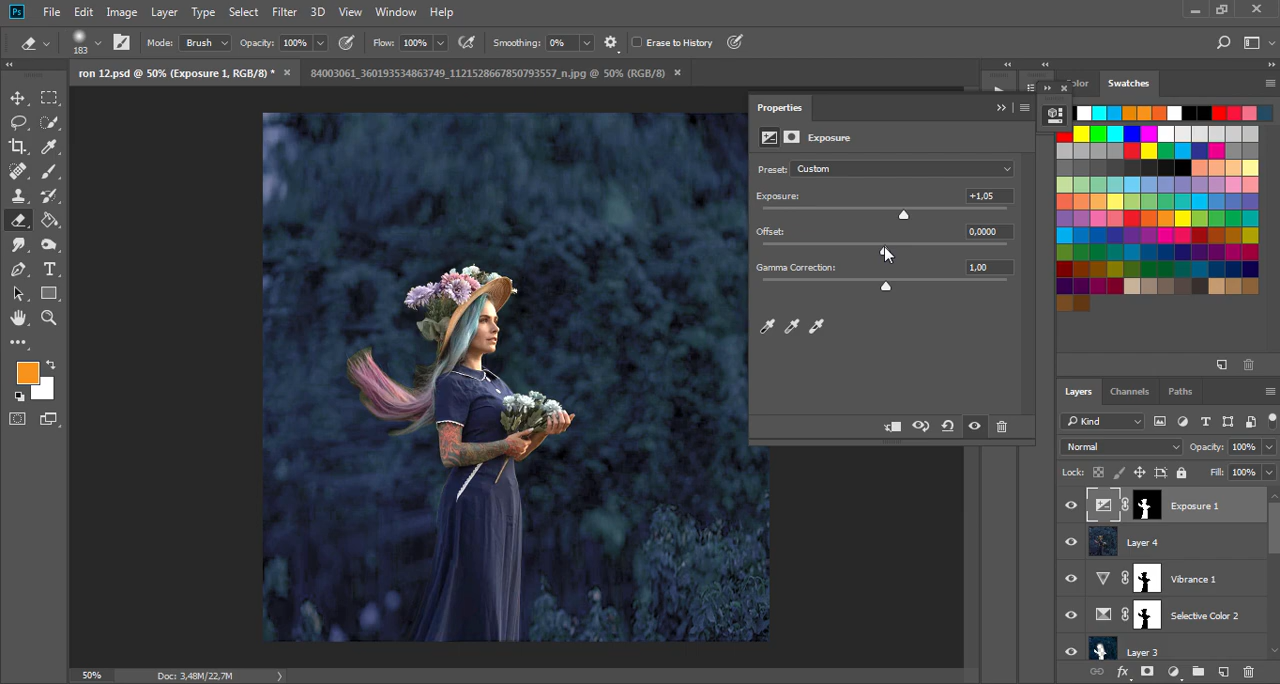 Ps File Edit Image Layer Type Select Filter 3D View Window Help
183 Mode: Brush Opacity: 100% Flow: 100% Smoothing: 0% Erase to History
ron 12.psd @ 50% (Exposure 1, RGB/8) * × 84003061_360193534863749_1121528667850793557_n.jpg @ 50% (RGB/8) ×
Properties
Exposure
Preset: Custom
Exposure: +1,05
Offset: 0,0000
Gamma Correction: 1,00
Color Swatches
Layers Channels Paths
Kind
Normal Opacity: 100%
Lock: Fill: 100%
Exposure 1
Layer 4
Vibrance 1
Selective Color 2
Layer 3
fx
50% Doc: 3,48M/22,7M